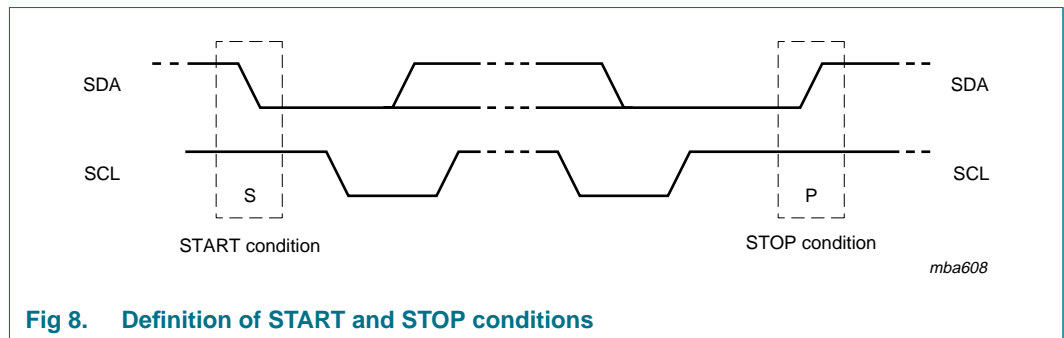 SDA
SDA
SCL
SCL
S
P
START condition
STOP condition
mba608
Fig 8. Definition of START and STOP conditions